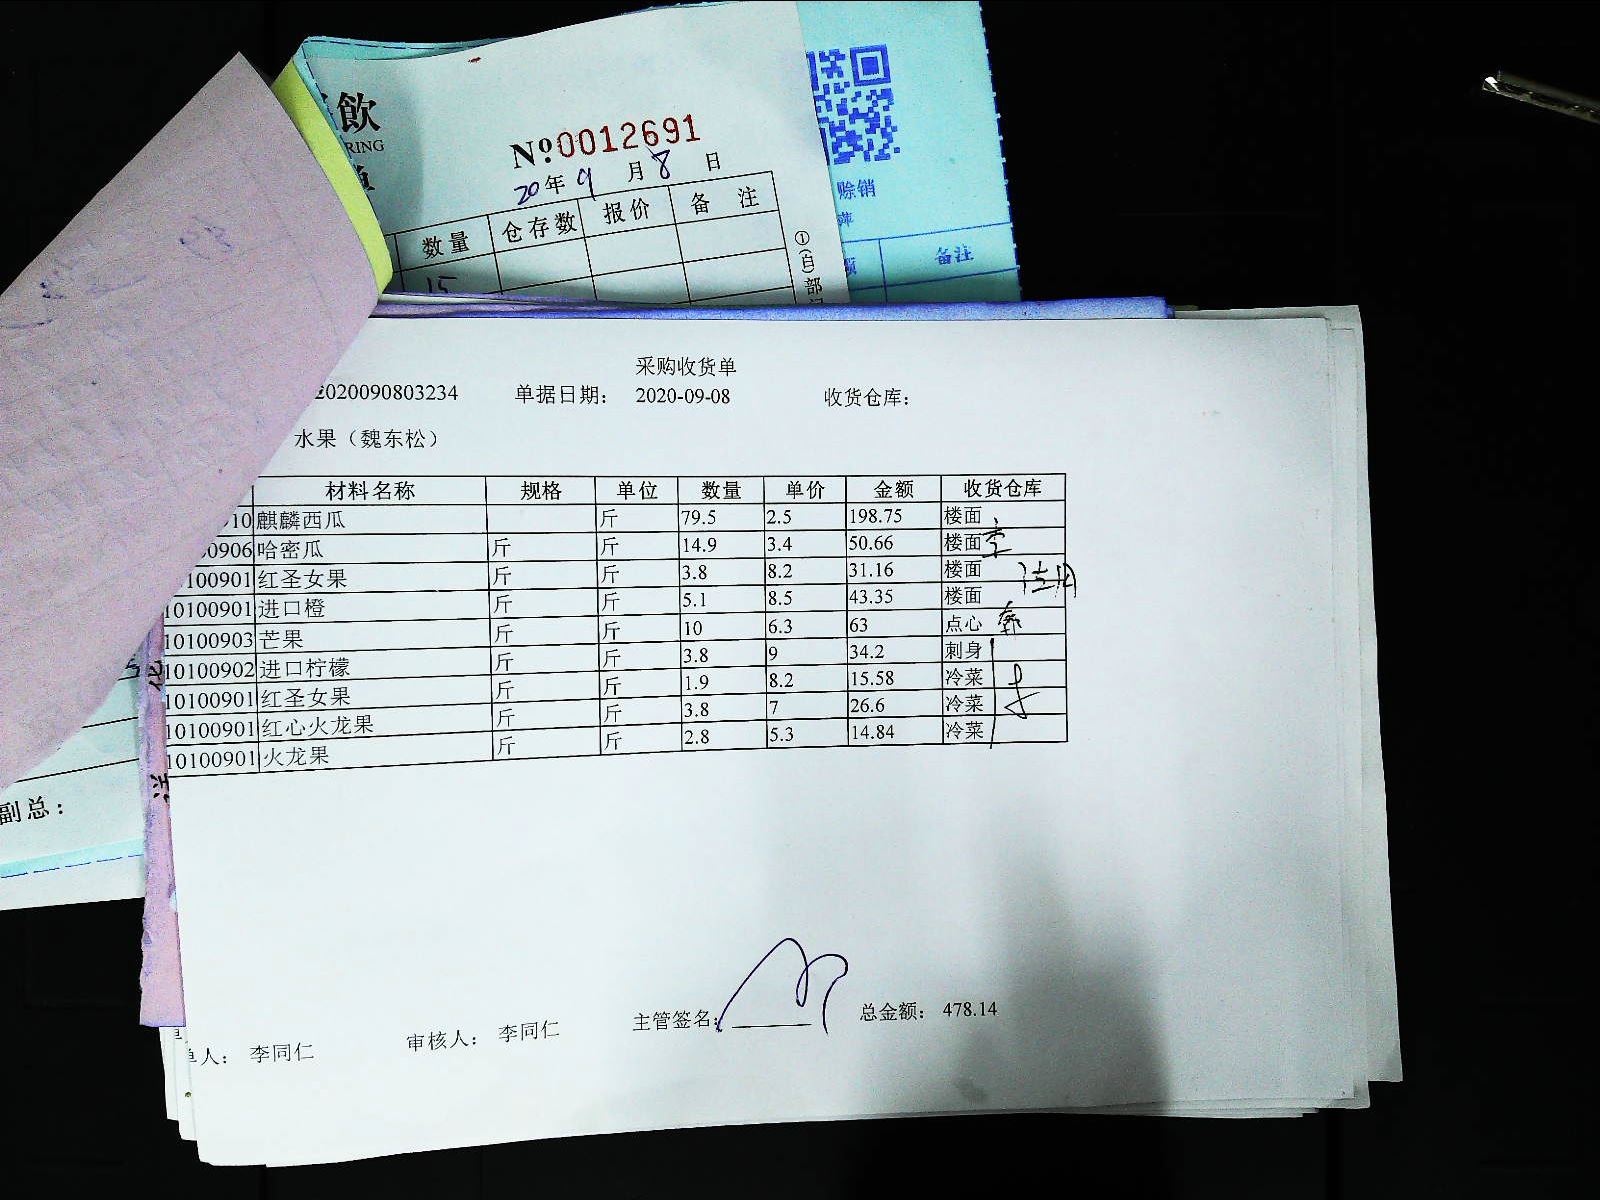 飲
RING
№0012691
20年9月8日
数量 仓存数 报价 备注
15
①(白)部
赊销
萍
额 备注
采购收货单
2020090803234 单据日期： 2020-09-08 收货仓库：
水果（魏东松）
材料名称 规格 单位 数量 单价 金额 收货仓库
910 麒麟西瓜 斤 79.5 2.5 198.75 楼面
00906 哈密瓜 斤 斤 14.9 3.4 50.66 楼面
10100901 红圣女果 斤 斤 3.8 8.2 31.16 楼面
10100901 进口橙 斤 斤 5.1 8.5 43.35 楼面
10100903 芒果 斤 斤 10 6.3 63 点心
10100902 进口柠檬 斤 斤 3.8 9 34.2 刺身
10100901 红圣女果 斤 斤 1.9 8.2 15.58 冷菜
10100901 红心火龙果 斤 斤 3.8 7 26.6 冷菜
10100901 火龙果 斤 斤 2.8 5.3 14.84 冷菜
副总：
单人： 李同仁 审核人： 李同仁 主管签名： 总金额： 478.14